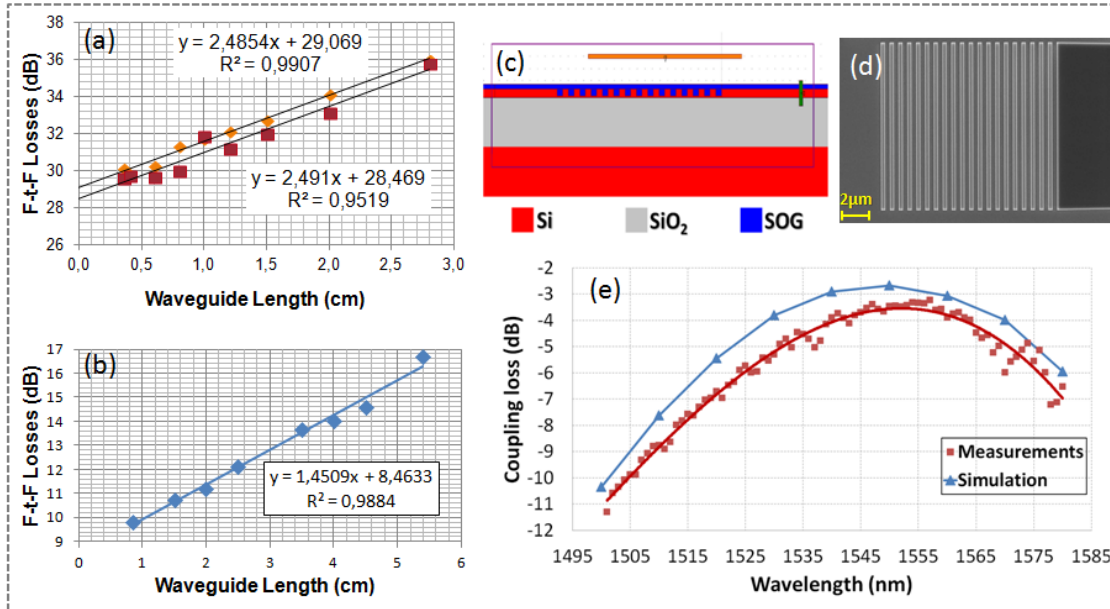 (a)
38
36
34
32
30
28
26
F-t-F Losses (dB)
y = 2,4854x + 29,069
R² = 0,9907
y = 2,491x + 28,469
R² = 0,9519
0,0 0,5 1,0 1,5 2,0 2,5 3,0
Waveguide Length (cm)
(b)
17
16
15
14
13
12
11
10
9
F-t-F Losses (dB)
y = 1,4509x + 8,4633
R² = 0,9884
0 1 2 3 4 5 6
Waveguide Length (cm)
(c)
Si SiO₂ SOG
(d)
2μm
(e)
-2
-3
-4
-5
-6
-7
-8
-9
-10
-11
-12
Coupling loss (dB)
Measurements
Simulation
1495 1505 1515 1525 1535 1545 1555 1565 1575 1585
Wavelength (nm)